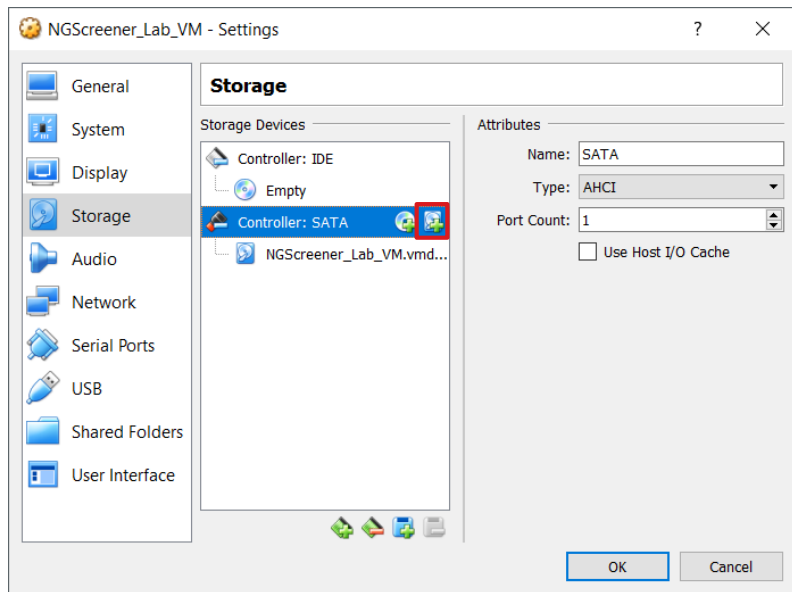 NGScreener_Lab_VM - Settings
?
General
System
Display
Storage
Audio
Network
Serial Ports
USB
Shared Folders
User Interface
Storage
Storage Devices
Controller: IDE
Empty
Controller: SATA
NGScreener_Lab_VM.vmd...
Attributes
Name: SATA
Type: AHCI
Port Count: 1
Use Host I/O Cache
OK
Cancel